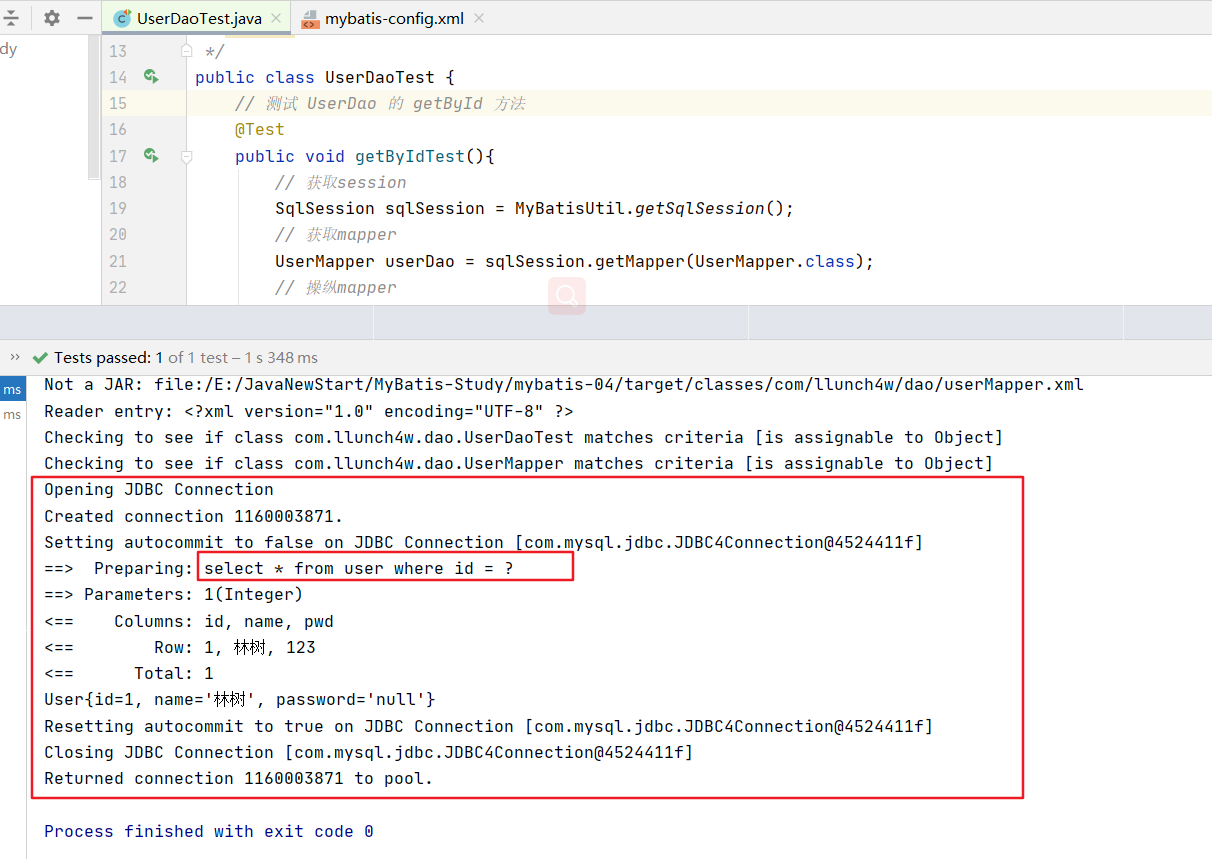 UserDaoTest.java
mybatis-config.xml
dy
13 */
14 public class UserDaoTest {
15 // 测试 UserDao 的 getById 方法
16 @Test
17 public void getByIdTest(){
18 // 获取session
19 SqlSession sqlSession = MyBatisUtil.getSqlSession();
20 // 获取mapper
21 UserMapper userDao = sqlSession.getMapper(UserMapper.class);
22 // 操纵mapper
» Tests passed: 1 of 1 test – 1 s 348 ms
ms
ms
Not a JAR: file:/E:/JavaNewStart/MyBatis-Study/mybatis-04/target/classes/com/llunch4w/dao/userMapper.xml
Reader entry: <?xml version="1.0" encoding="UTF-8" ?>
Checking to see if class com.llunch4w.dao.UserDaoTest matches criteria [is assignable to Object]
Checking to see if class com.llunch4w.dao.UserMapper matches criteria [is assignable to Object]
Opening JDBC Connection
Created connection 1160003871.
Setting autocommit to false on JDBC Connection [com.mysql.jdbc.JDBC4Connection@4524411f]
==>  Preparing: select * from user where id = ?
==> Parameters: 1(Integer)
<==    Columns: id, name, pwd
<==        Row: 1, 林树, 123
<==      Total: 1
User{id=1, name='林树', password='null'}
Resetting autocommit to true on JDBC Connection [com.mysql.jdbc.JDBC4Connection@4524411f]
Closing JDBC Connection [com.mysql.jdbc.JDBC4Connection@4524411f]
Returned connection 1160003871 to pool.
Process finished with exit code 0